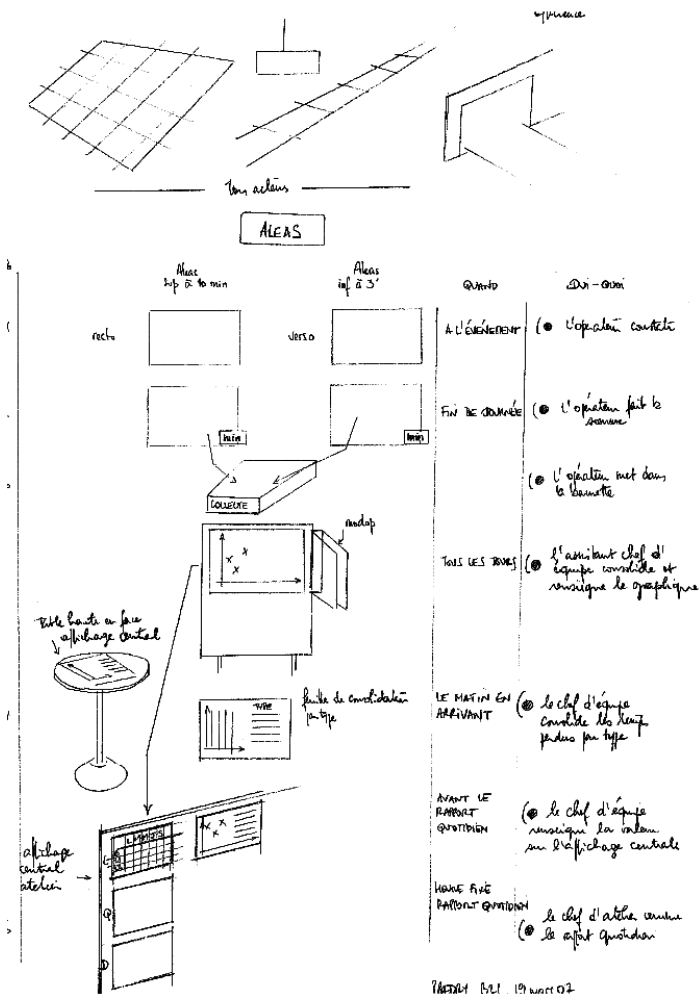 Tous acteurs
ALEAS
Aleas
sup à 10 min
Aleas
inf à 3'
QUAND
QUI-QUOI
recto
verso
A L'ÉVÉNEMENT
L'opérateur constate
min
min
FIN DE JOURNÉE
L'opérateur fait la
somme
COLLECTE
L'opérateur met dans
la bannette
modop
TOUS LES JOURS
L'assistant chef d'
équipe consolide et
renseigne le graphique
Table haute en face
affichage central
TYPE
feuille de consolidation
par type
LE MATIN EN
ARRIVANT
le chef d'équipe
consolide les temps
perdus par type
AVANT LE
RAPPORT
QUOTIDIEN
le chef d'équipe
renseigne la valeur
sur l'affichage centrale
affichage
central
atelier
Q
D
HEURE FIXE
RAPPORT QUOTIDIEN
le chef d'atelier
le rapport quotidien
19 mars 07